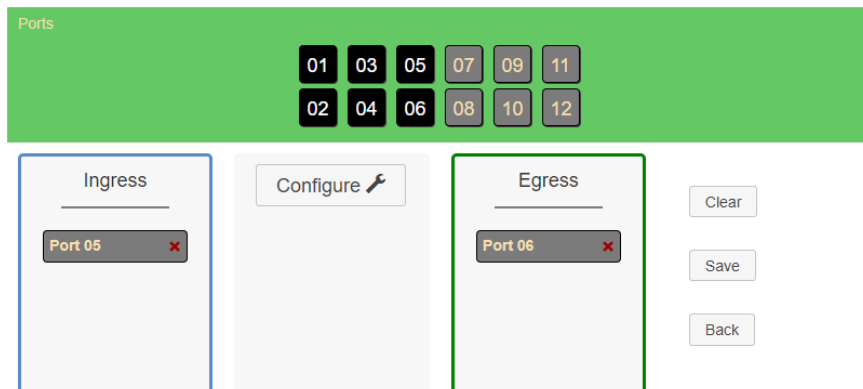 Ports
01 03 05 07 09 11
02 04 06 08 10 12
Ingress
Configure
Egress
Clear
Port 05
Port 06
Save
Back